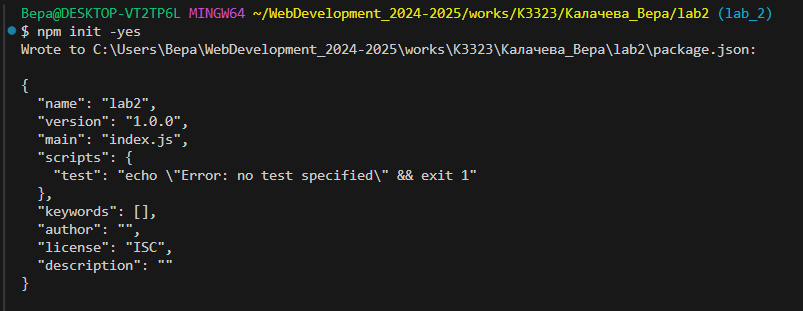 Вера@DESKTOP-VT2TP6L MINGW64 ~/WebDevelopment_2024-2025/works/K3323/Калачева_Вера/lab2 (lab_2)
$ npm init -yes
Wrote to C:\Users\Вера\WebDevelopment_2024-2025\works\K3323\Калачева_Вера\lab2\package.json:
{
  "name": "lab2",
  "version": "1.0.0",
  "main": "index.js",
  "scripts": {
    "test": "echo \"Error: no test specified\" && exit 1"
  },
  "keywords": [],
  "author": "",
  "license": "ISC",
  "description": ""
}